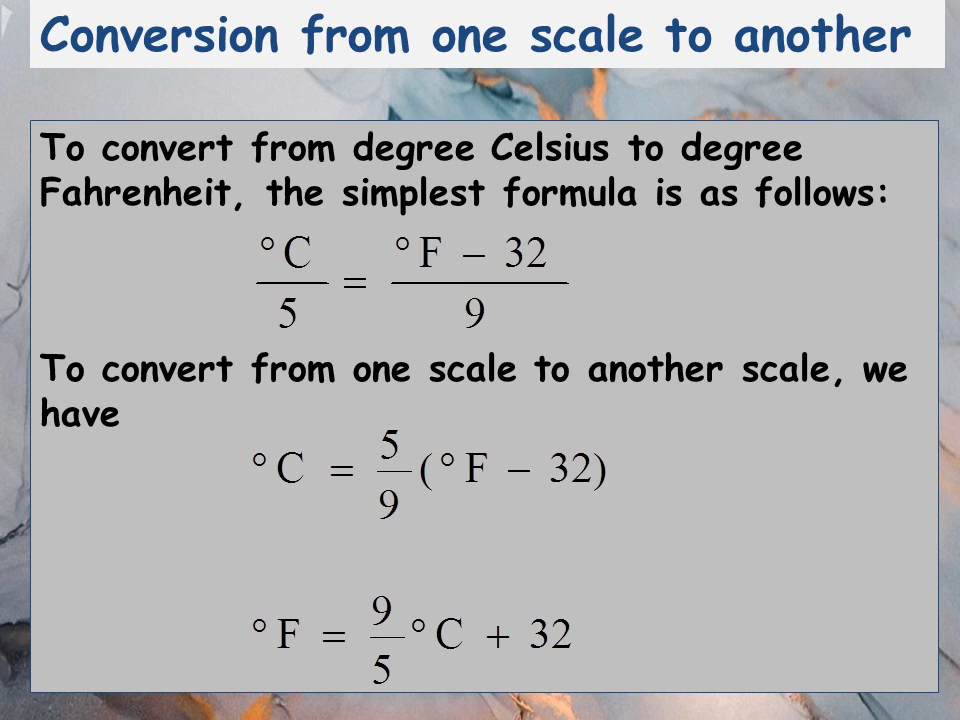 Conversion from one scale to another
To convert from degree Celsius to degree
Fahrenheit, the simplest formula is as follows:
°C / 5 = (°F − 32) / 9
To convert from one scale to another scale, we
have
°C = 5/9 (°F − 32)
°F = 9/5 °C + 32